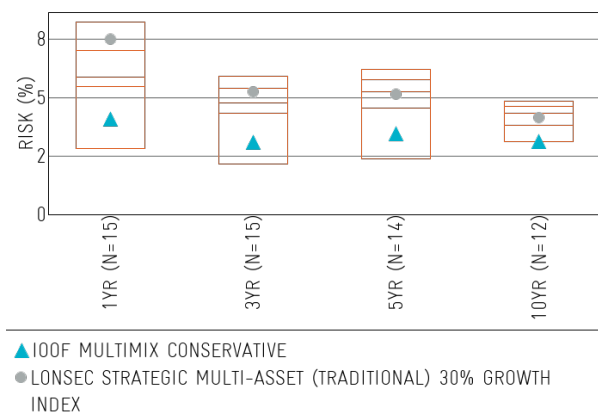 8
5
2
0
RISK (%)
1YR (N=15)
3YR (N=15)
5YR (N=14)
10YR (N=12)
IOOF MULTIMIX CONSERVATIVE
LONSEC STRATEGIC MULTI-ASSET (TRADITIONAL) 30% GROWTH
INDEX